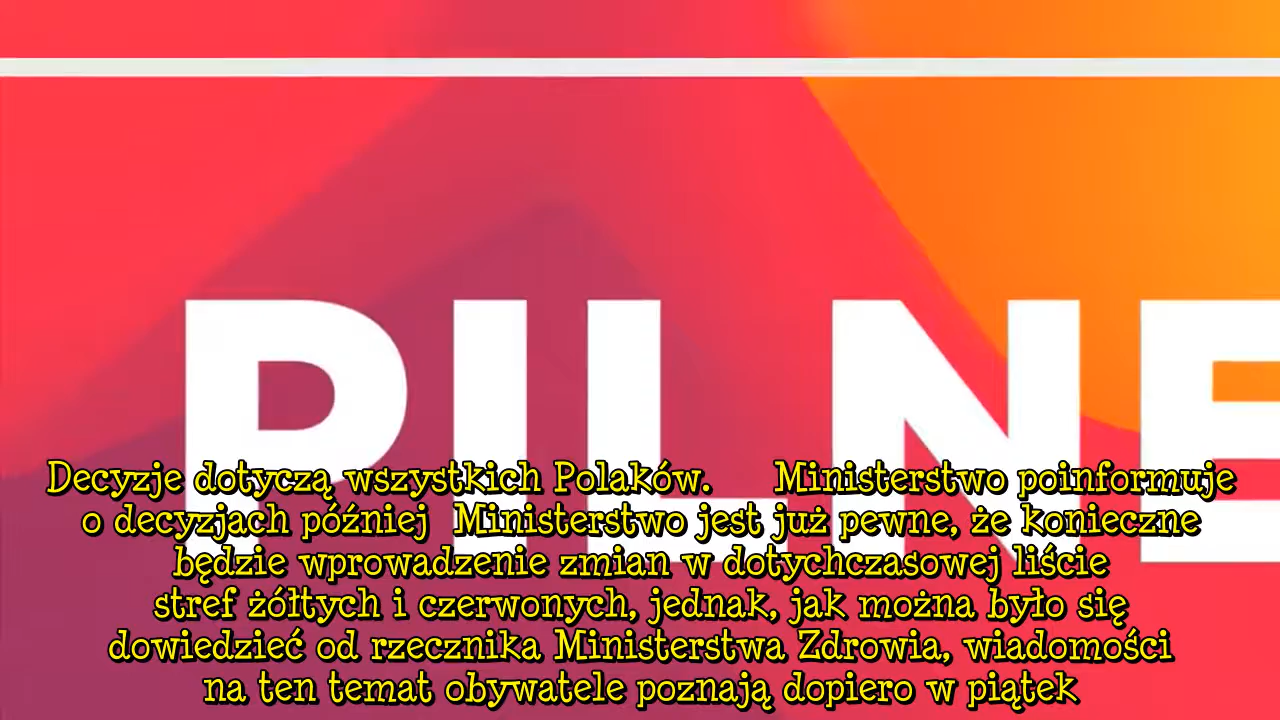 PILNE
Decyzje dotyczą wszystkich Polaków. Ministerstwo poinformuje
o decyzjach później Ministerstwo jest już pewne, że konieczne
będzie wprowadzenie zmian w dotychczasowej liście
stref żółtych i czerwonych, jednak, jak można było się
dowiedzieć od rzecznika Ministerstwa Zdrowia, wiadomości
na ten temat obywatele poznają dopiero w piątek